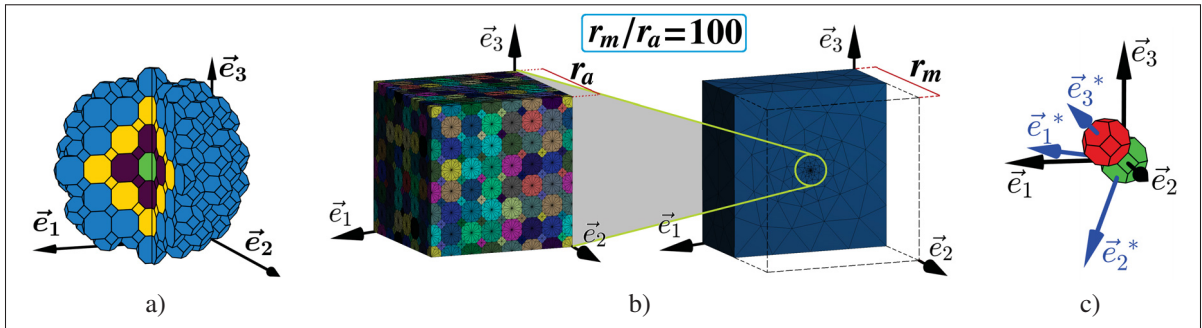 e⃗₃
e⃗₁
e⃗₂
a)
r_m/r_a=100
e⃗₃
r_a
e⃗₁
e⃗₂
e⃗₃
r_m
e⃗₁
e⃗₂
b)
e⃗₃
e⃗₃*
e⃗₁*
e⃗₁
e⃗₂
e⃗₂*
c)